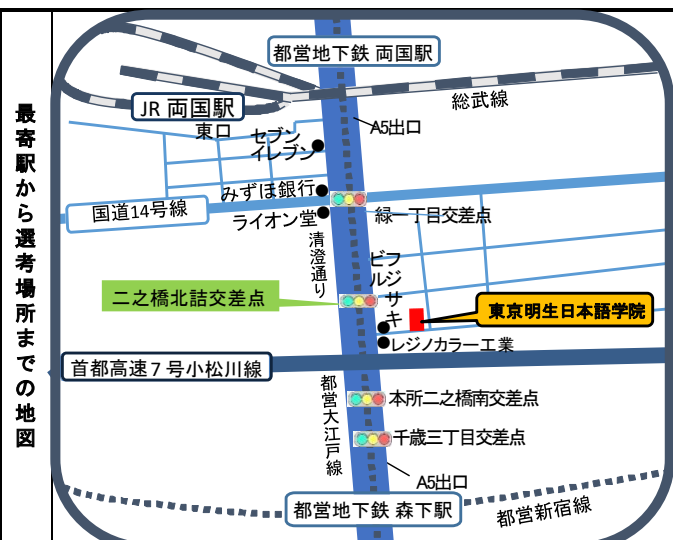 最寄駅から選考場所までの地図
都営地下鉄 両国駅
JR 両国駅
東口
総武線
A5出口
セブン
イレブン
みずほ銀行
国道14号線
ライオン堂
緑一丁目交差点
清澄通り
フジサキ
ビル
二之橋北詰交差点
東京明生日本語学院
レジノカラー工業
首都高速7号小松川線
都営大江戸線
本所二之橋南交差点
千歳三丁目交差点
A5出口
都営地下鉄 森下駅
都営新宿線